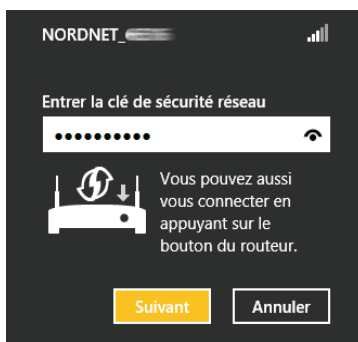 NORDNET_
Entrer la clé de sécurité réseau
••••••••••
Vous pouvez aussi
vous connecter en
appuyant sur le
bouton du routeur.
Suivant
Annuler